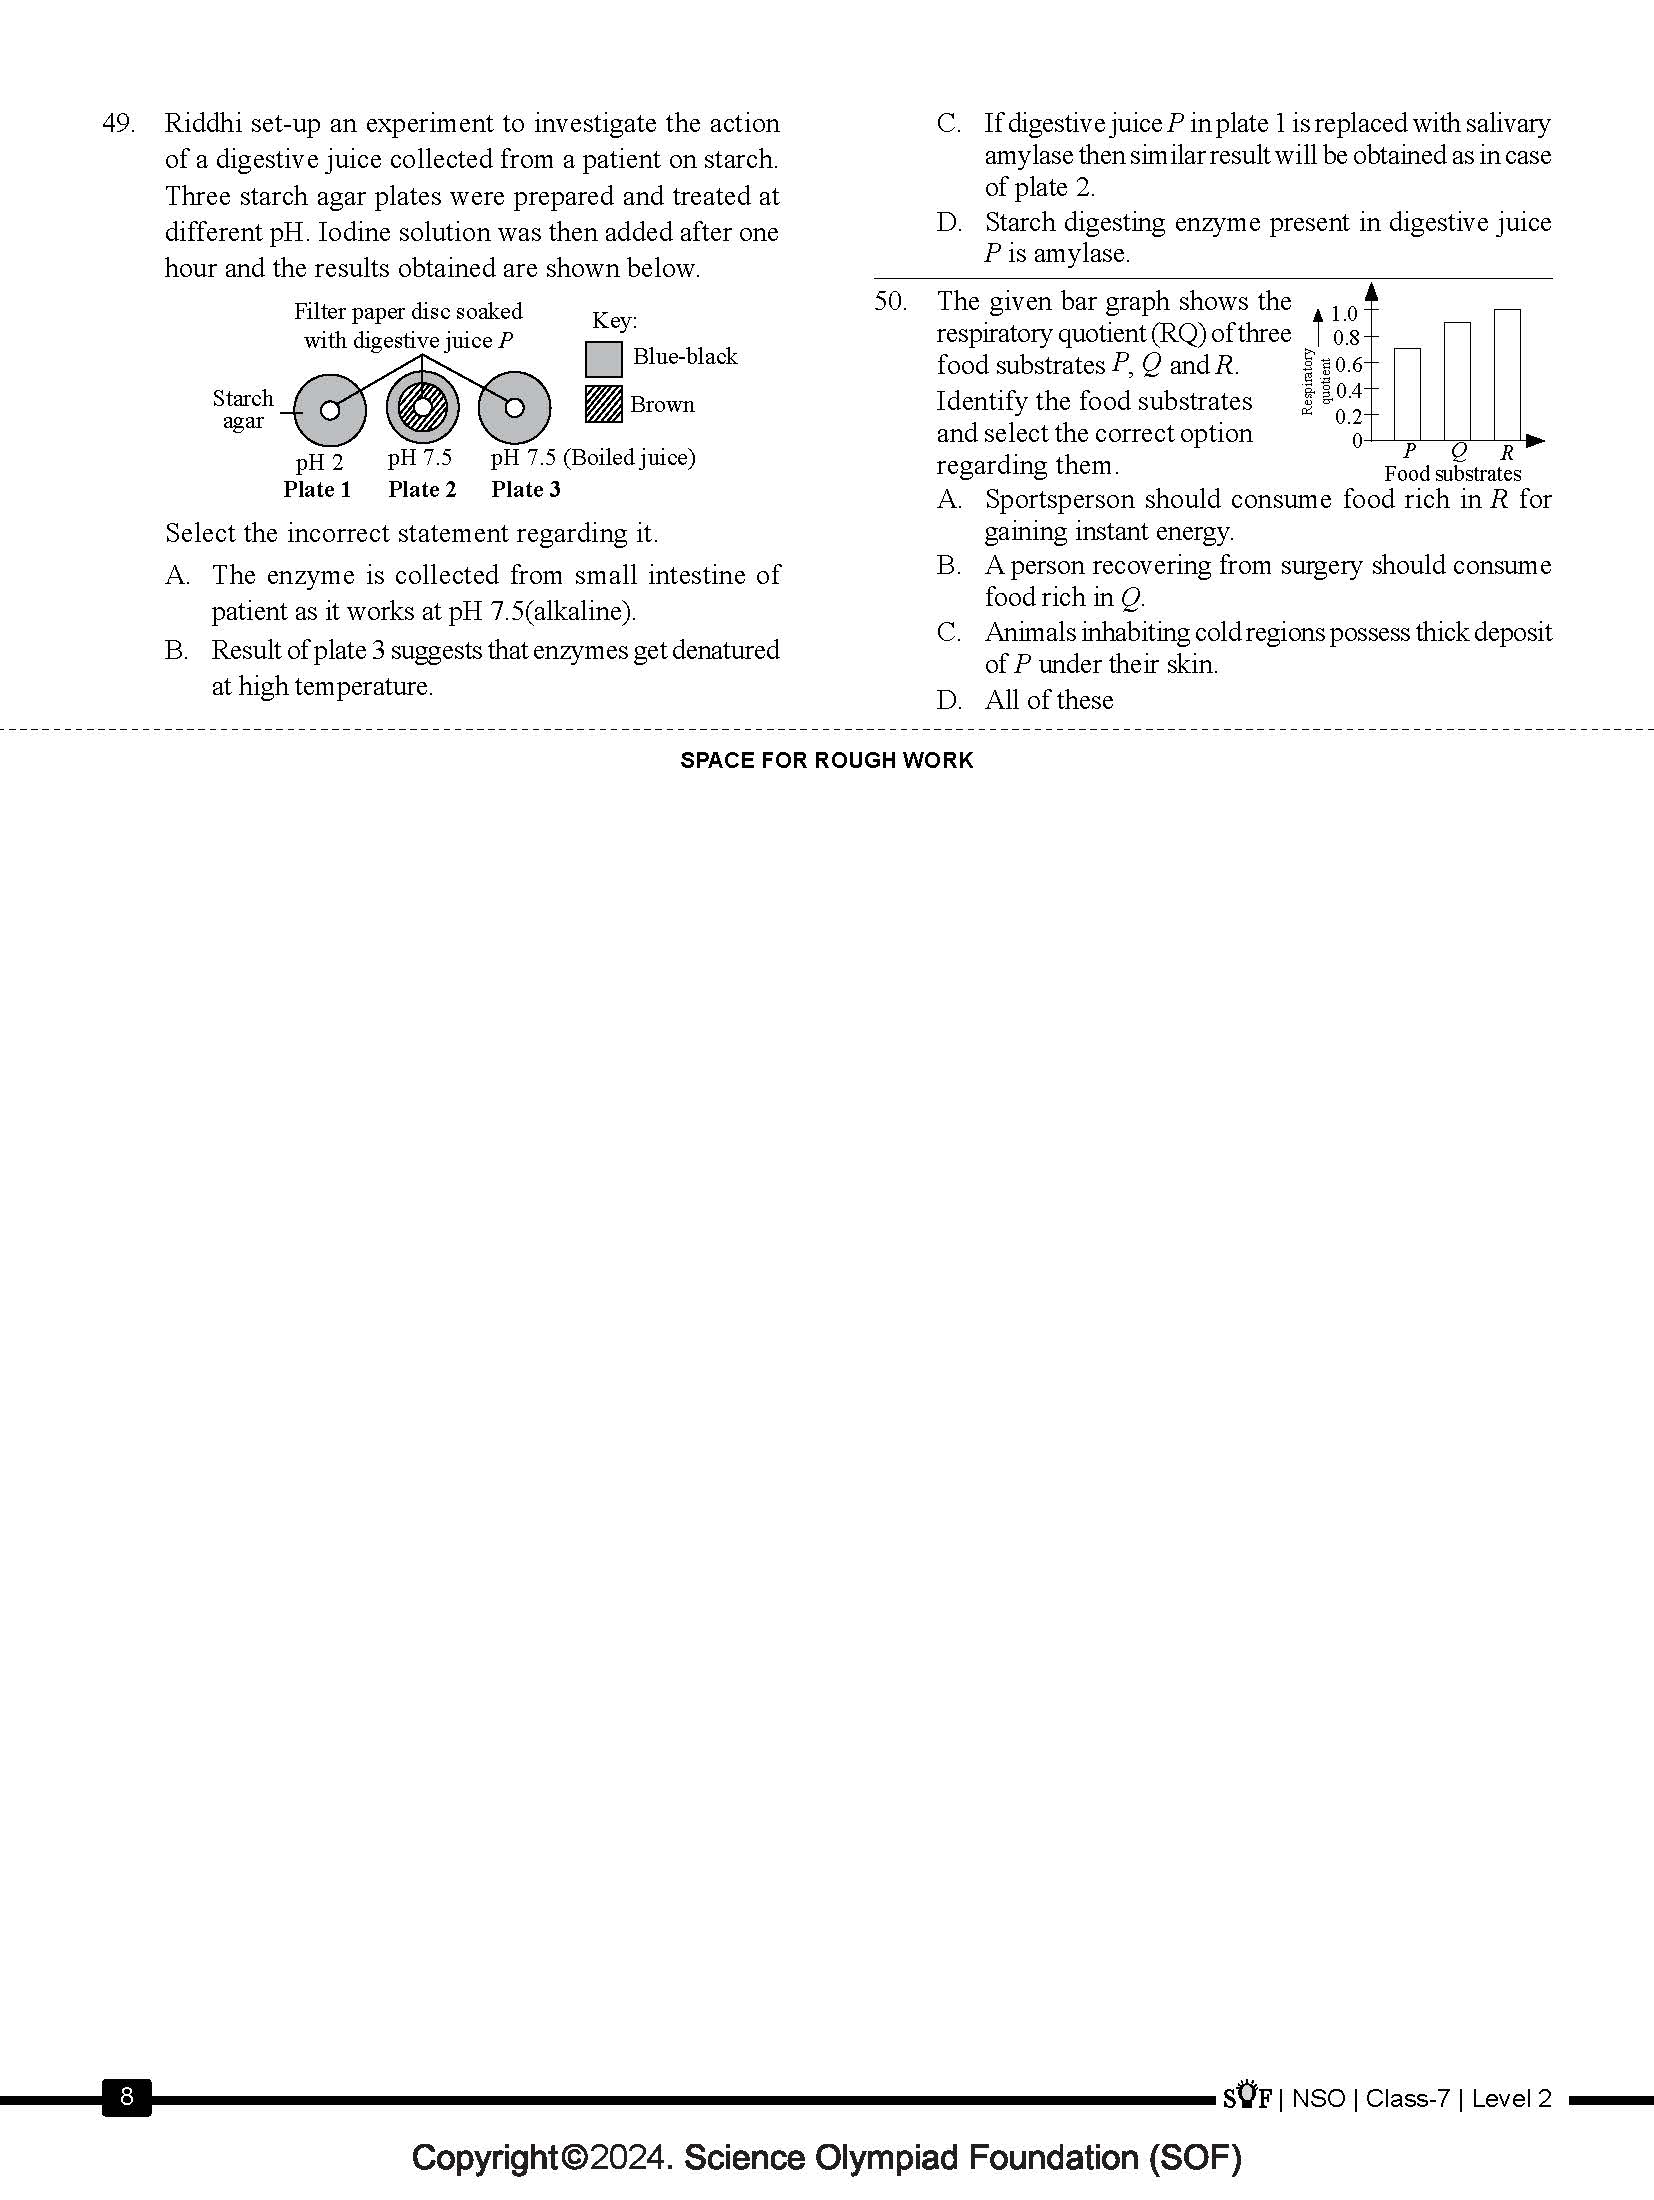 49. Riddhi set-up an experiment to investigate the action
of a digestive juice collected from a patient on starch.
Three starch agar plates were prepared and treated at
different pH. Iodine solution was then added after one
hour and the results obtained are shown below.
Filter paper disc soaked
with digestive juice P
Key:
Blue-black
Brown
Starch
agar
pH 2
pH 7.5
pH 7.5 (Boiled juice)
Plate 1
Plate 2
Plate 3
Select the incorrect statement regarding it.
A. The enzyme is collected from small intestine of
patient as it works at pH 7.5(alkaline).
B. Result of plate 3 suggests that enzymes get denatured
at high temperature.
C. If digestive juice P in plate 1 is replaced with salivary
amylase then similar result will be obtained as in case
of plate 2.
D. Starch digesting enzyme present in digestive juice
P is amylase.
50. The given bar graph shows the
respiratory quotient (RQ) of three
food substrates P, Q and R.
Identify the food substrates
and select the correct option
regarding them.
Respiratory
quotient
1.0
0.8
0.6
0.4
0.2
0
P Q R
Food substrates
A. Sportsperson should consume food rich in R for
gaining instant energy.
B. A person recovering from surgery should consume
food rich in Q.
C. Animals inhabiting cold regions possess thick deposit
of P under their skin.
D. All of these
SPACE FOR ROUGH WORK
8
SOF | NSO | Class-7 | Level 2
Copyright©2024. Science Olympiad Foundation (SOF)